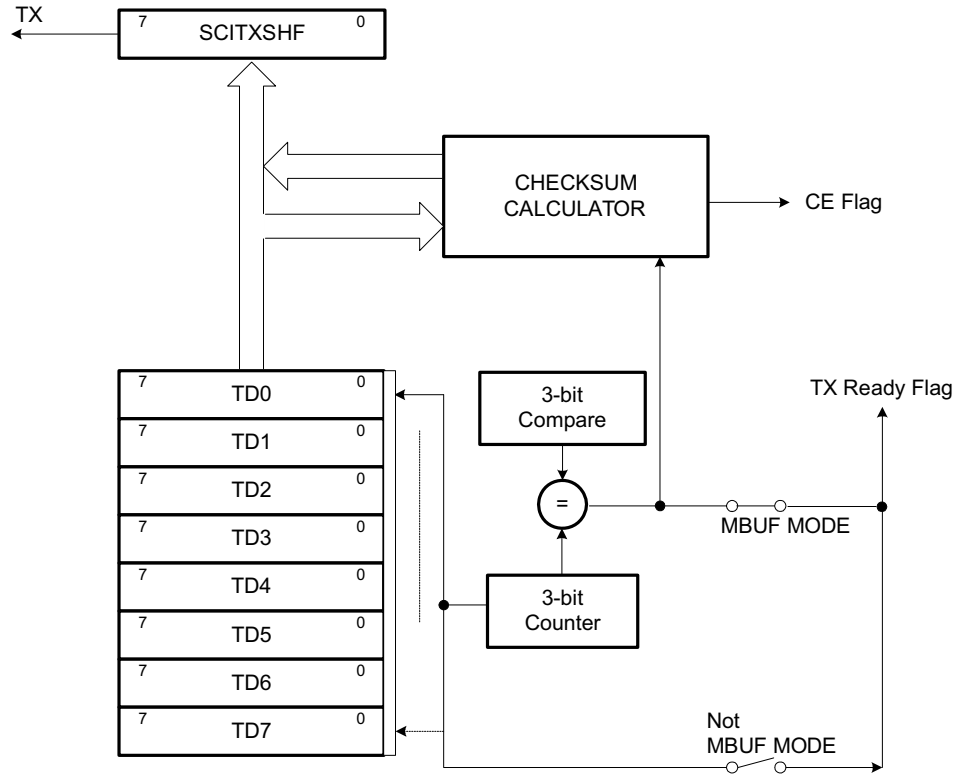 TX
7 SCITXSHF 0
CHECKSUM
CALCULATOR
CE Flag
7 TD0 0
7 TD1 0
7 TD2 0
7 TD3 0
7 TD4 0
7 TD5 0
7 TD6 0
7 TD7 0
3-bit
Compare
=
3-bit
Counter
TX Ready Flag
MBUF MODE
Not
MBUF MODE